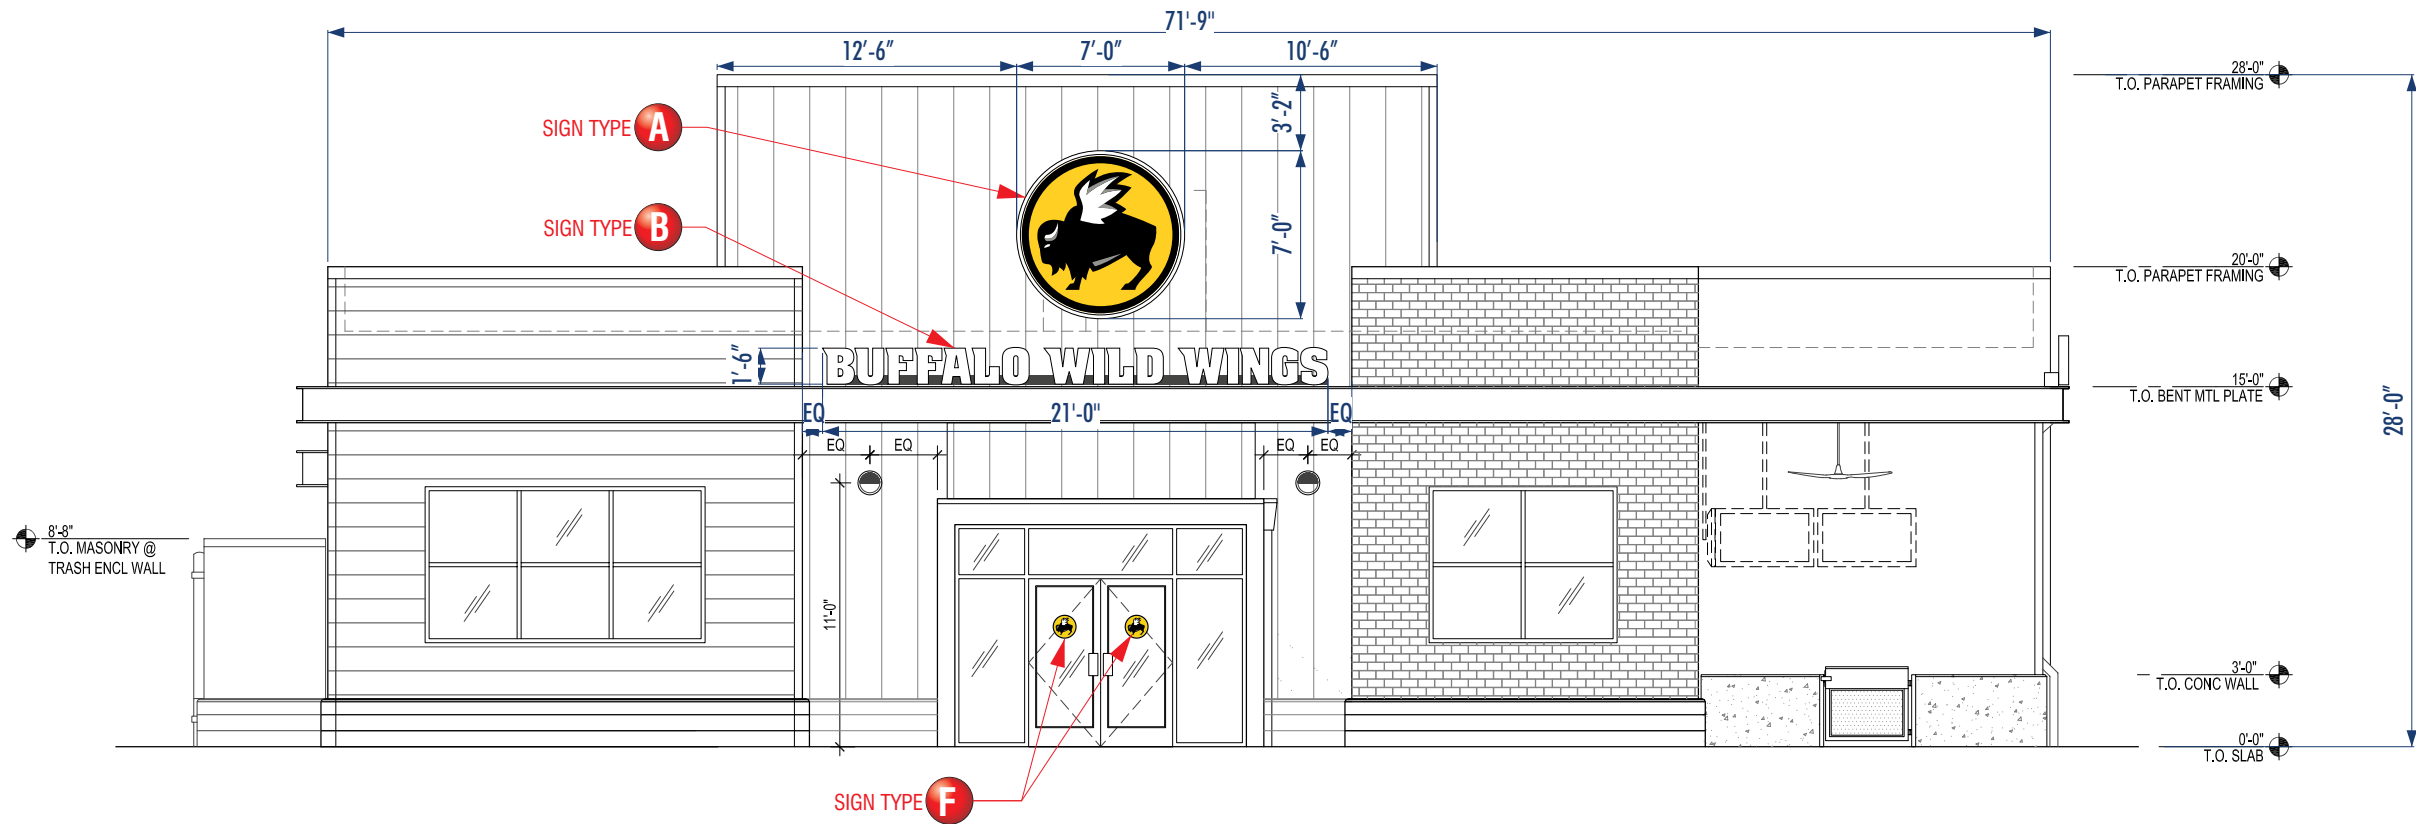 71'-9"
12'-6"
7'-0"
10'-6"
28'-0"
T.O. PARAPET FRAMING
3'-2"
SIGN TYPE A
SIGN TYPE B
7'-0"
20'-0"
T.O. PARAPET FRAMING
1'-6"
BUFFALO WILD WINGS
15'-0"
T.O. BENT MTL PLATE
28'-0"
EQ
21'-0"
EQ
EQ
EQ
EQ
EQ
8'-8"
T.O. MASONRY @
TRASH ENCL WALL
11'-0"
3'-0"
T.O. CONC WALL
0'-0"
T.O. SLAB
SIGN TYPE F